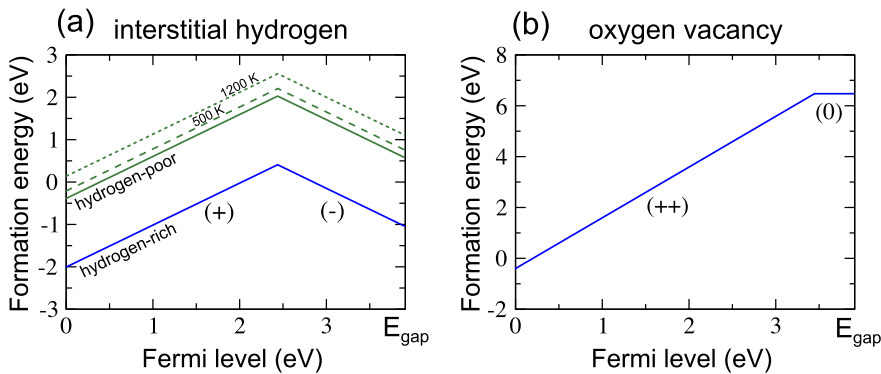 (a) interstitial hydrogen
3
2
1
0
-1
-2
-3
Formation energy (eV)
1200 K
500 K
hydrogen-poor
hydrogen-rich
(+)
(-)
0
1
2
3
E_gap
Fermi level (eV)
(b) oxygen vacancy
8
6
4
2
0
-2
Formation energy (eV)
(0)
(++)
0
1
2
3
E_gap
Fermi level (eV)